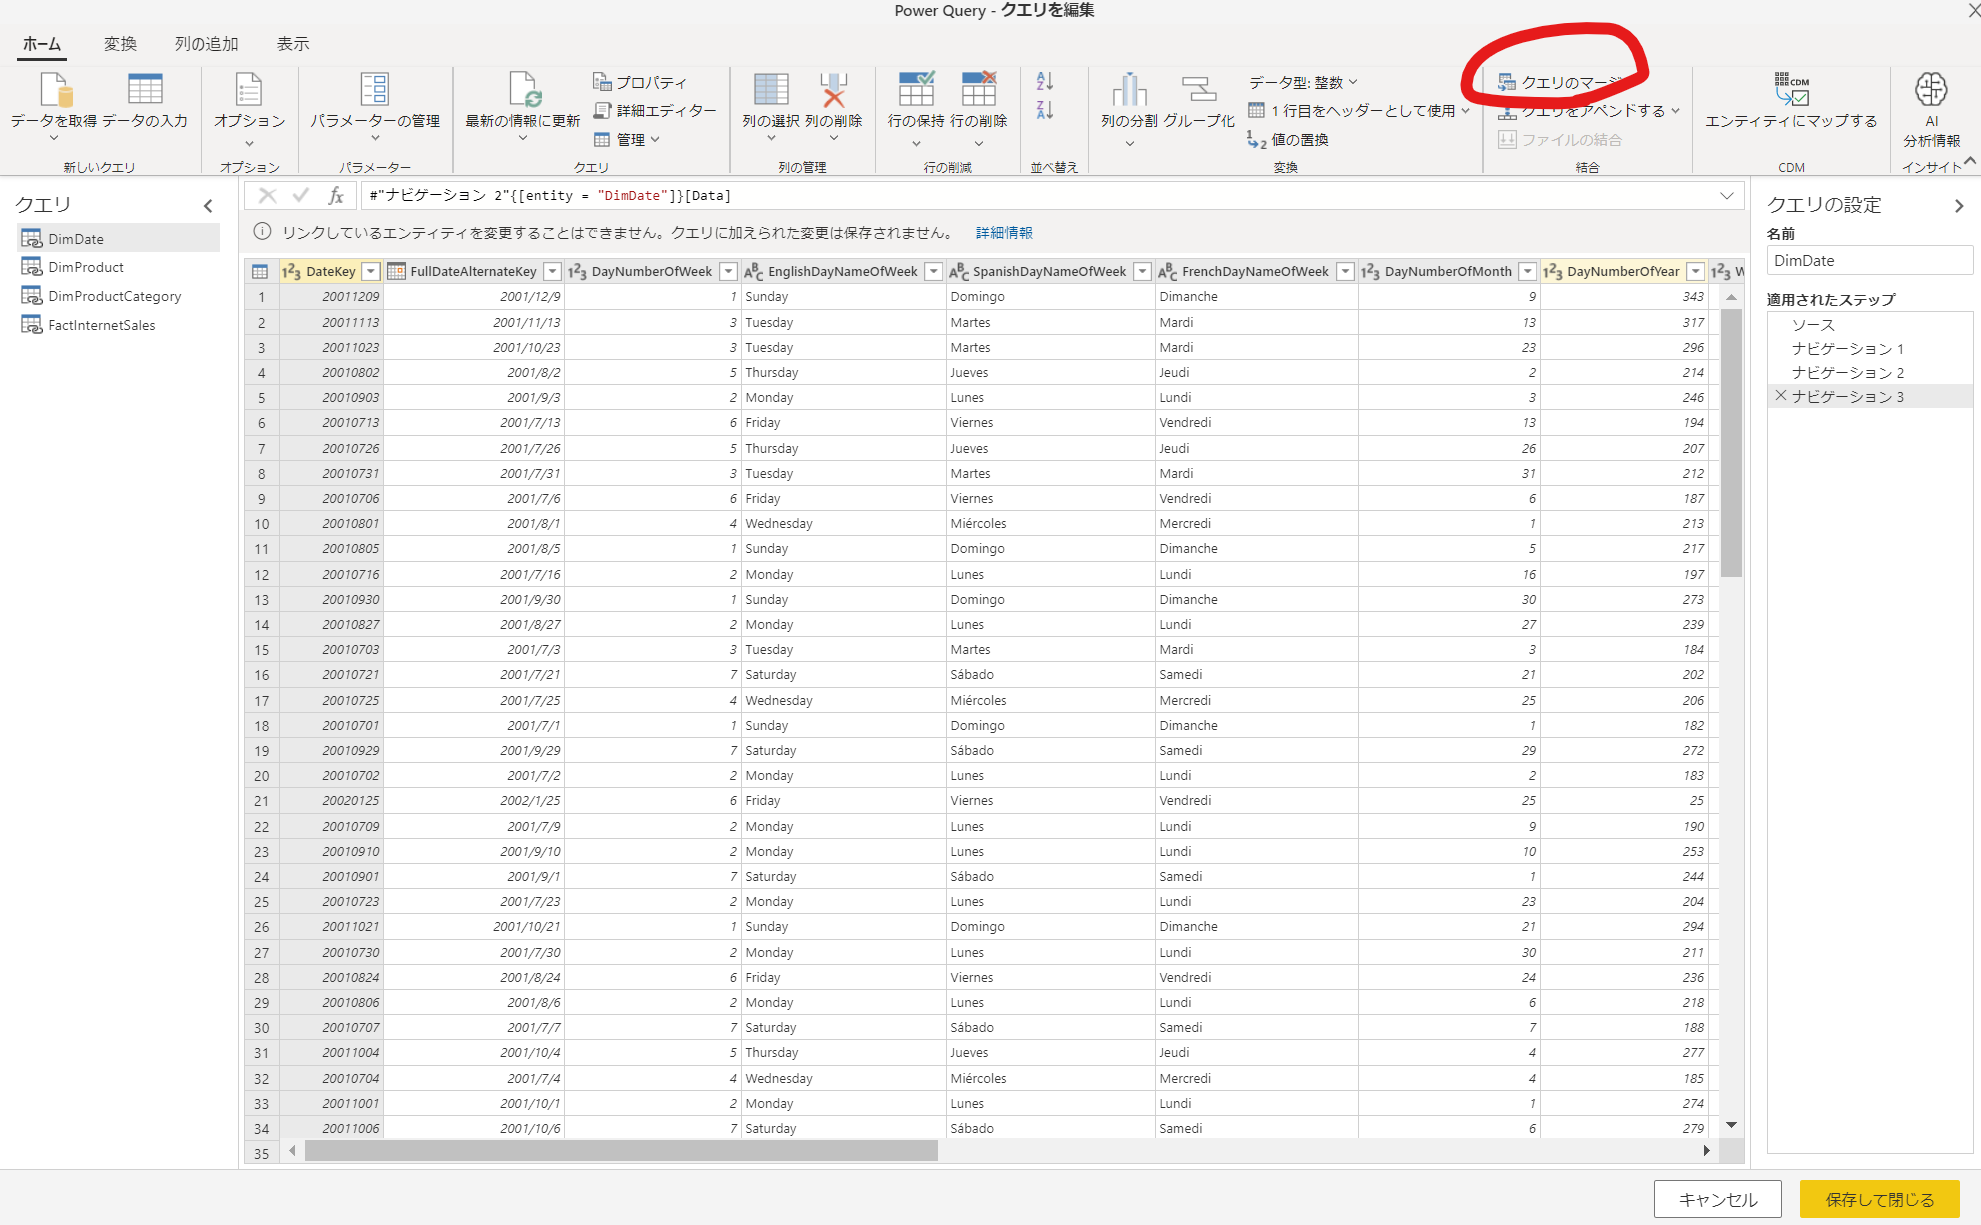 Power Query - クエリを編集
ホーム 変換 列の追加 表示
データを取得 データの入力 オプション パラメーターの管理 最新の情報に更新 プロパティ 詳細エディター 管理 列の選択 列の削除 行の保持 行の削除 列の分割 グループ化 データ型: 整数 1 行目をヘッダーとして使用 値の置換 クエリのマージ クエリをアペンドする ファイルの結合 CDM エンティティにマップする AI 分析情報
新しいクエリ オプション パラメーター クエリ 列の管理 行の削減 並べ替え 変換 結合 CDM インサイト
クエリ
DimDate
DimProduct
DimProductCategory
FactInternetSales
fx #"ナビゲーション 2"{[entity = "DimDate"]}[Data]
リンクしているエンティティを変更することはできません。クエリに加えられた変更は保存されません。 詳細情報
DateKey FullDateAlternateKey DayNumberOfWeek EnglishDayNameOfWeek SpanishDayNameOfWeek FrenchDayNameOfWeek DayNumberOfMonth DayNumberOfYear
1 20011209 2001/12/9 1 Sunday Domingo Dimanche 9 343
2 20011113 2001/11/13 3 Tuesday Martes Mardi 13 317
3 20011023 2001/10/23 3 Tuesday Martes Mardi 23 296
4 20010802 2001/8/2 5 Thursday Jueves Jeudi 2 214
5 20010903 2001/9/3 2 Monday Lunes Lundi 3 246
6 20010713 2001/7/13 6 Friday Viernes Vendredi 13 194
7 20010726 2001/7/26 5 Thursday Jueves Jeudi 26 207
8 20010731 2001/7/31 3 Tuesday Martes Mardi 31 212
9 20010706 2001/7/6 6 Friday Viernes Vendredi 6 187
10 20010801 2001/8/1 4 Wednesday Miércoles Mercredi 1 213
11 20010805 2001/8/5 1 Sunday Domingo Dimanche 5 217
12 20010716 2001/7/16 2 Monday Lunes Lundi 16 197
13 20010930 2001/9/30 1 Sunday Domingo Dimanche 30 273
14 20010827 2001/8/27 2 Monday Lunes Lundi 27 239
15 20010703 2001/7/3 3 Tuesday Martes Mardi 3 184
16 20010721 2001/7/21 7 Saturday Sábado Samedi 21 202
17 20010725 2001/7/25 4 Wednesday Miércoles Mercredi 25 206
18 20010701 2001/7/1 1 Sunday Domingo Dimanche 1 182
19 20010929 2001/9/29 7 Saturday Sábado Samedi 29 272
20 20010702 2001/7/2 2 Monday Lunes Lundi 2 183
21 20020125 2002/1/25 6 Friday Viernes Vendredi 25 25
22 20010709 2001/7/9 2 Monday Lunes Lundi 9 190
23 20010910 2001/9/10 2 Monday Lunes Lundi 10 253
24 20010901 2001/9/1 7 Saturday Sábado Samedi 1 244
25 20010723 2001/7/23 2 Monday Lunes Lundi 23 204
26 20011021 2001/10/21 1 Sunday Domingo Dimanche 21 294
27 20010730 2001/7/30 2 Monday Lunes Lundi 30 211
28 20010824 2001/8/24 6 Friday Viernes Vendredi 24 236
29 20010806 2001/8/6 2 Monday Lunes Lundi 6 218
30 20010707 2001/7/7 7 Saturday Sábado Samedi 7 188
31 20011004 2001/10/4 5 Thursday Jueves Jeudi 4 277
32 20010704 2001/7/4 4 Wednesday Miércoles Mercredi 4 185
33 20011001 2001/10/1 2 Monday Lunes Lundi 1 274
34 20011006 2001/10/6 7 Saturday Sábado Samedi 6 279
35
クエリの設定
名前
DimDate
適用されたステップ
ソース
ナビゲーション 1
ナビゲーション 2
ナビゲーション 3
キャンセル 保存して閉じる